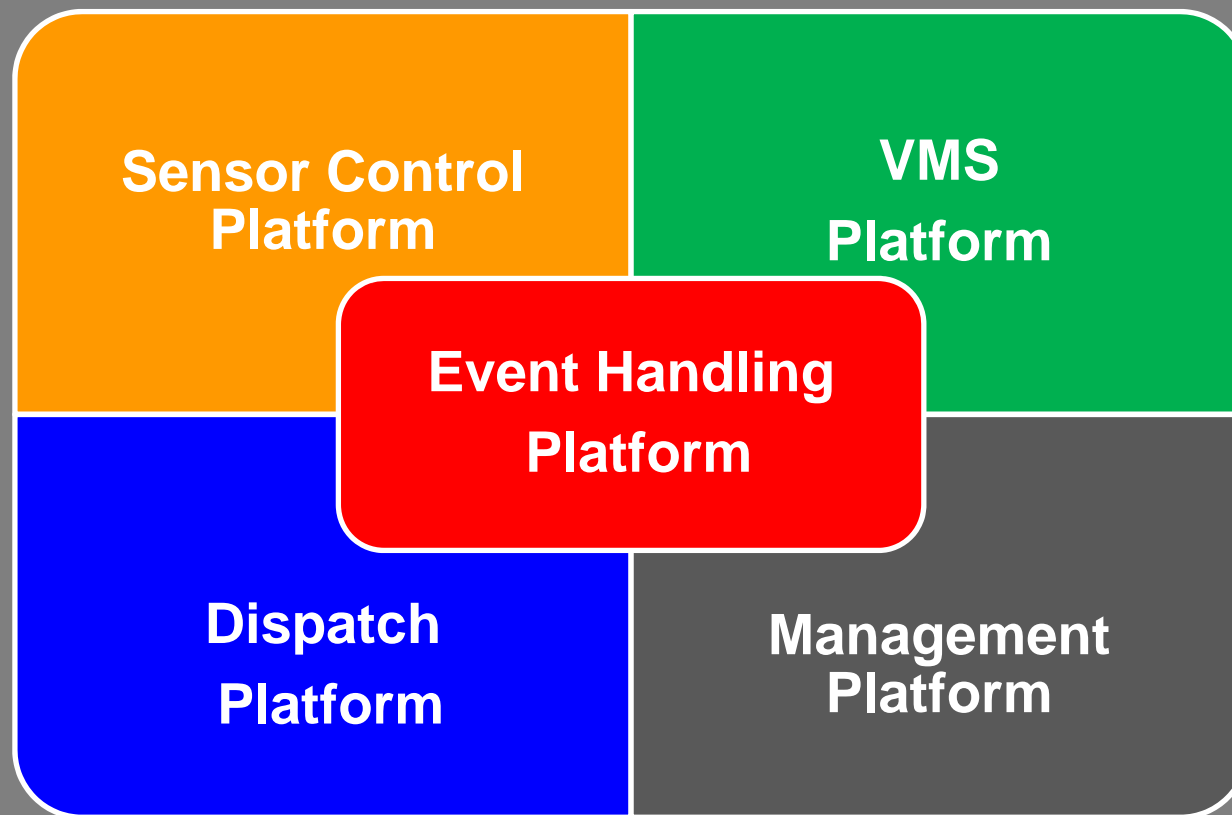 Sensor Control
Platform
VMS
Platform
Event Handling
Platform
Dispatch
Platform
Management
Platform